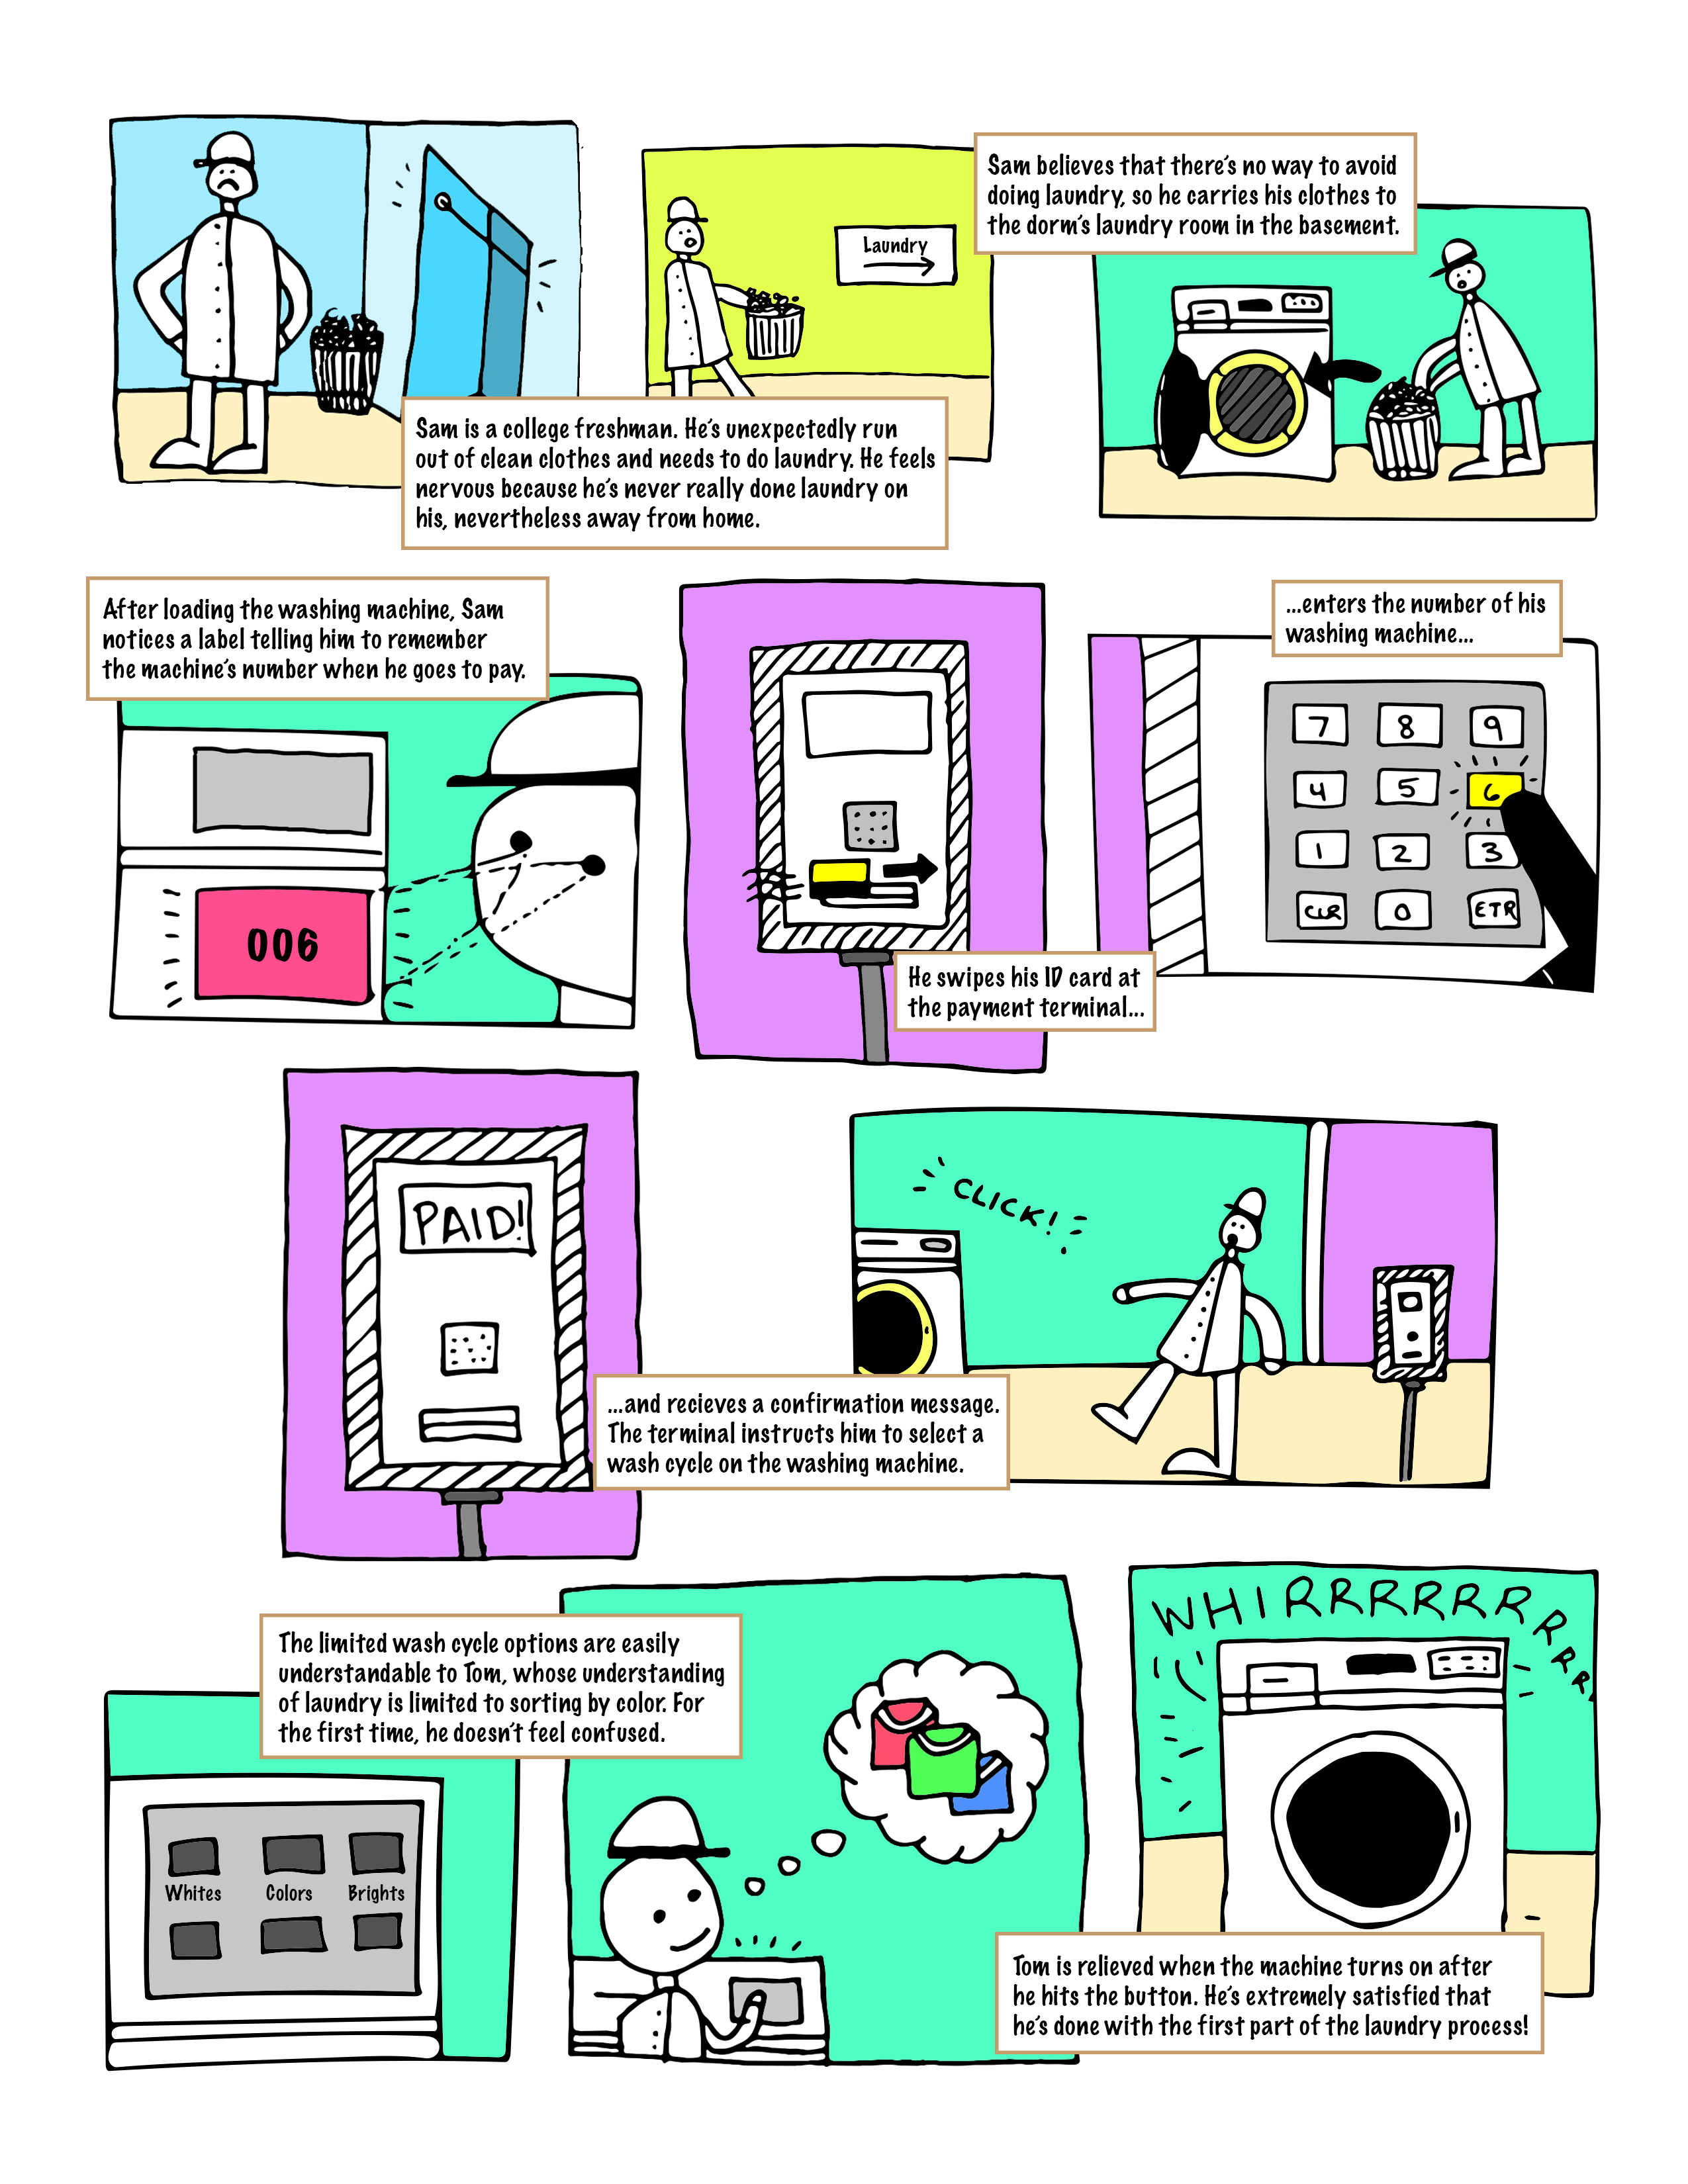 Laundry
Sam is a college freshman. He's unexpectedly run
out of clean clothes and needs to do laundry. He feels
nervous because he's never really done laundry on
his, nevertheless away from home.
Sam believes that there's no way to avoid
doing laundry, so he carries his clothes to
the dorm's laundry room in the basement.
After loading the washing machine, Sam
notices a label telling him to remember
the machine's number when he goes to pay.
006
He swipes his ID card at
the payment terminal...
...enters the number of his
washing machine...
7 8 9
4 5 6
1 2 3
CLR 0 ETR
PAID!
...and recieves a confirmation message.
The terminal instructs him to select a
wash cycle on the washing machine.
CLICK!
The limited wash cycle options are easily
understandable to Tom, whose understanding
of laundry is limited to sorting by color. For
the first time, he doesn't feel confused.
Whites Colors Brights
WHIRRRRRRRRR
Tom is relieved when the machine turns on after
he hits the button. He's extremely satisfied that
he's done with the first part of the laundry process!